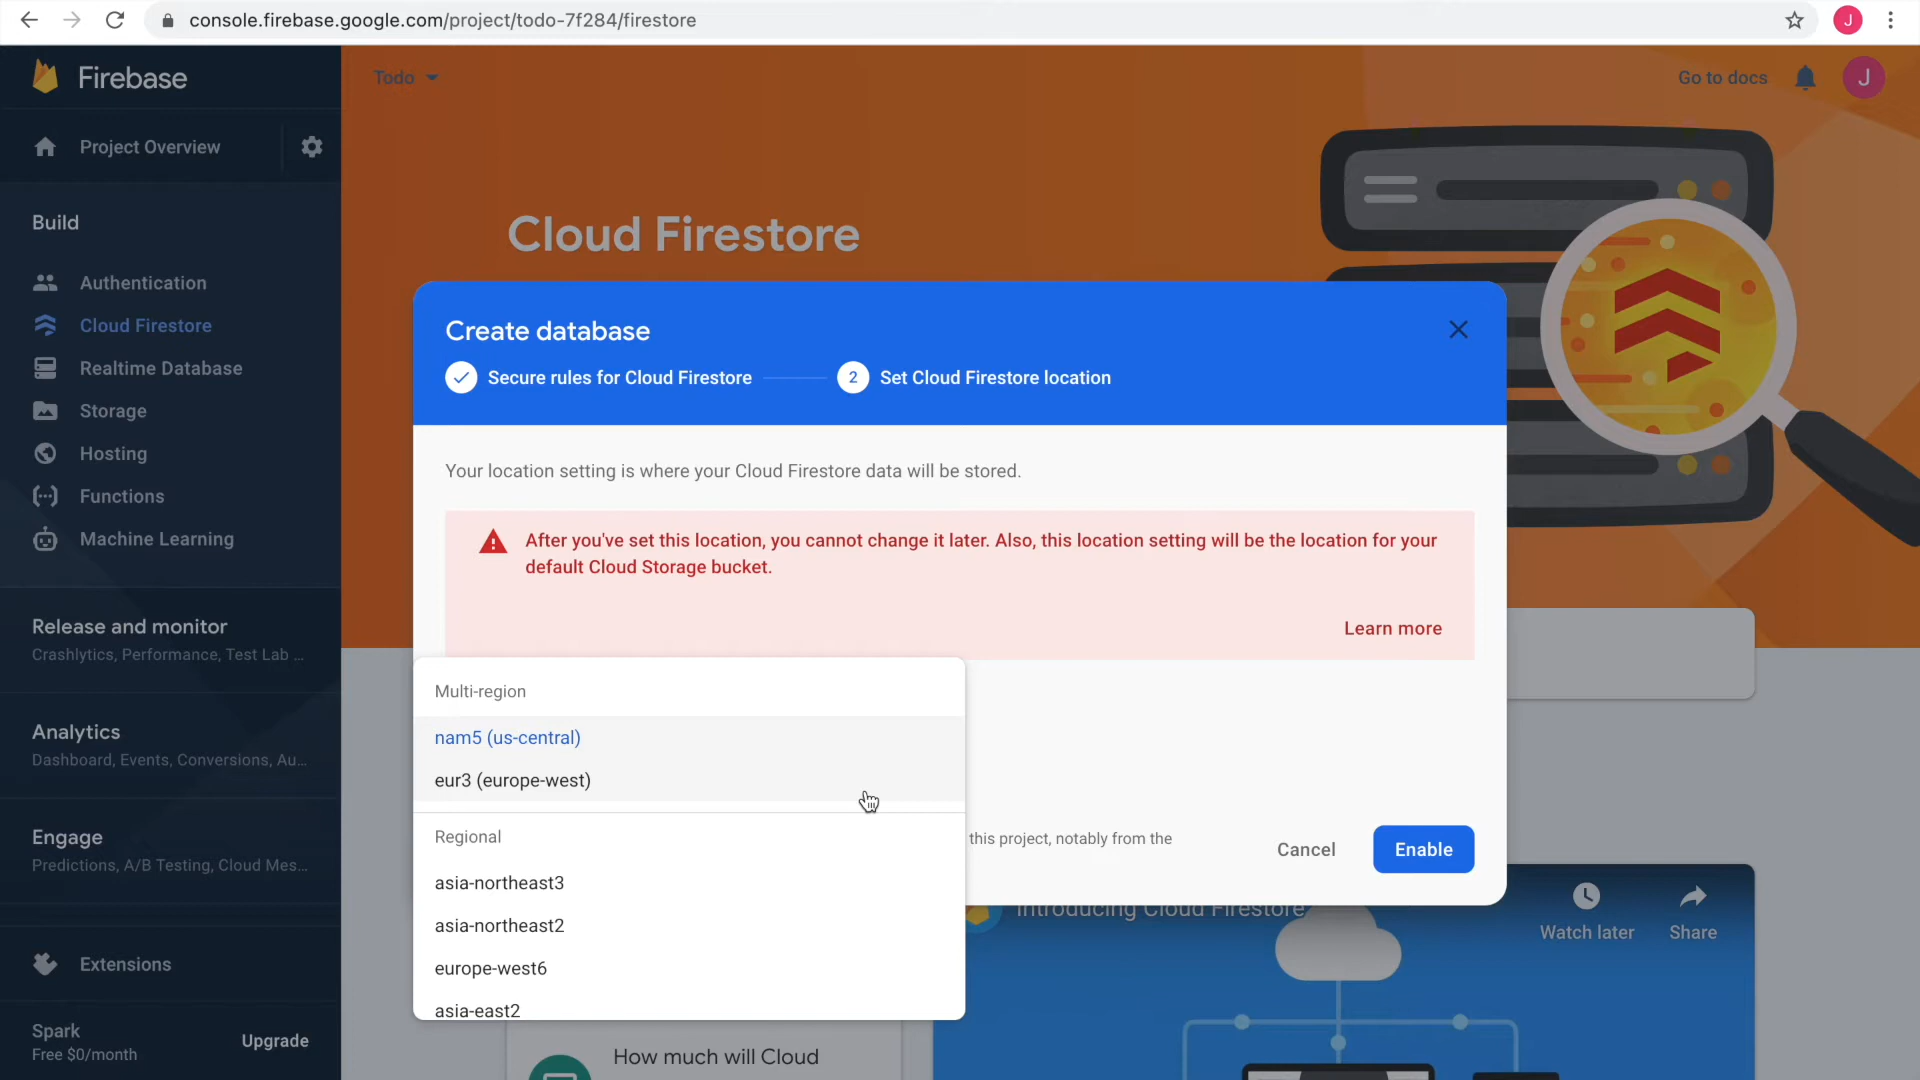 console.firebase.google.com/project/todo-7f284/firestore
J
Firebase
Todo
Go to docs
J
Project Overview
Build
Authentication
Cloud Firestore
Realtime Database
Storage
Hosting
Functions
Machine Learning
Release and monitor
Crashlytics, Performance, Test Lab ...
Analytics
Dashboard, Events, Conversions, Au...
Engage
Predictions, A/B Testing, Cloud Mes...
Extensions
Spark
Free $0/month
Upgrade
Cloud Firestore
Create database
Secure rules for Cloud Firestore
2
Set Cloud Firestore location
Your location setting is where your Cloud Firestore data will be stored.
After you've set this location, you cannot change it later. Also, this location setting will be the location for your
default Cloud Storage bucket.
Learn more
Multi-region
nam5 (us-central)
eur3 (europe-west)
Regional
asia-northeast3
asia-northeast2
europe-west6
asia-east2
this project, notably from the
Cancel
Enable
Introducing Cloud Firestore
Watch later
Share
How much will Cloud